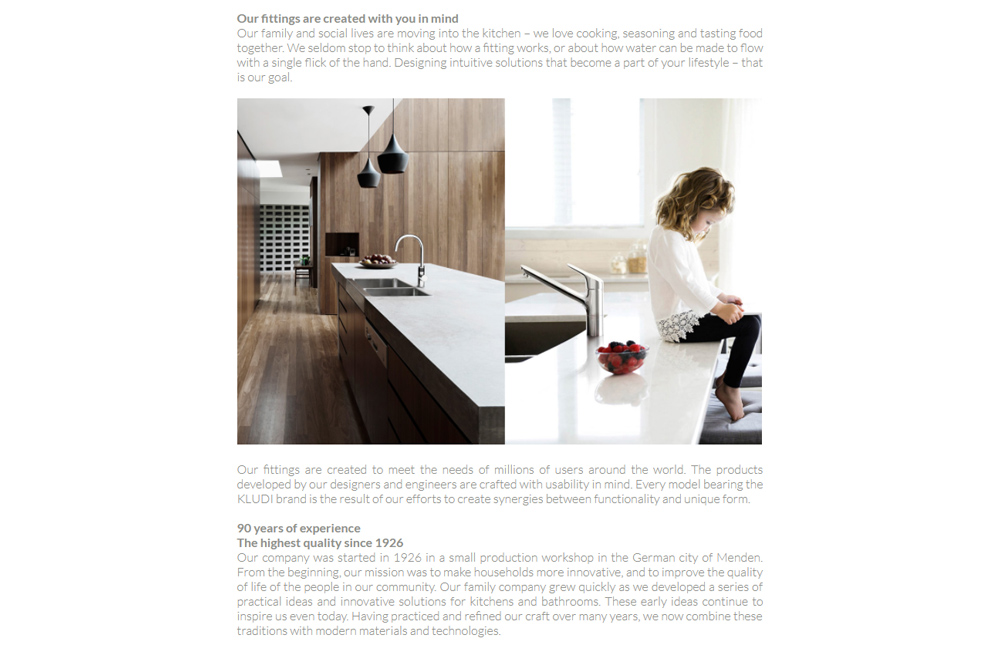 Our fittings are created with you in mind
Our family and social lives are moving into the kitchen – we love cooking, seasoning and tasting food
together. We seldom stop to think about how a fitting works, or about how water can be made to flow
with a single flick of the hand. Designing intuitive solutions that become a part of your lifestyle – that
is our goal.
Our fittings are created to meet the needs of millions of users around the world. The products
developed by our designers and engineers are crafted with usability in mind. Every model bearing the
KLUDI brand is the result of our efforts to create synergies between functionality and unique form.
90 years of experience
The highest quality since 1926
Our company was started in 1926 in a small production workshop in the German city of Menden.
From the beginning, our mission was to make households more innovative, and to improve the quality
of life of the people in our community. Our family company grew quickly as we developed a series of
practical ideas and innovative solutions for kitchens and bathrooms. These early ideas continue to
inspire us even today. Having practiced and refined our craft over many years, we now combine these
traditions with modern materials and technologies.